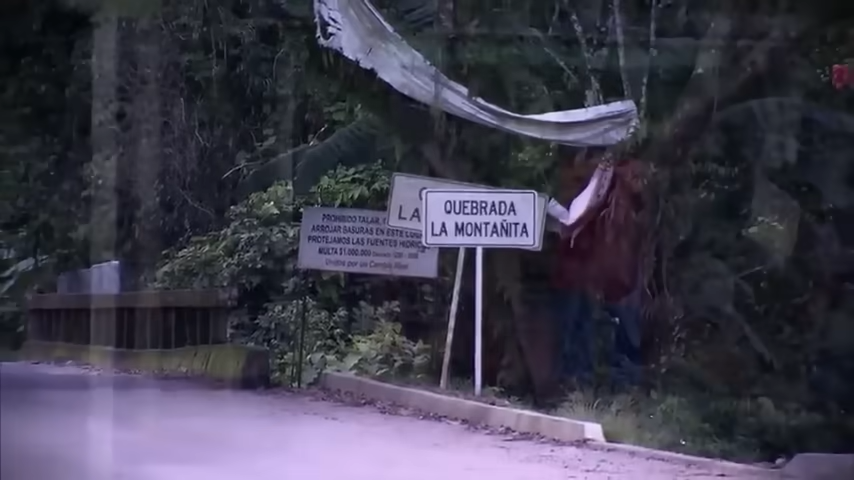 PROHIBIDO TALAR,
ARROJAR BASURAS EN ESTE
PROTEJAMOS LAS FUENTES
MULTA $1.000.000
Unidos por un Cambio
LA
QUEBRADA
LA MONTAÑITA